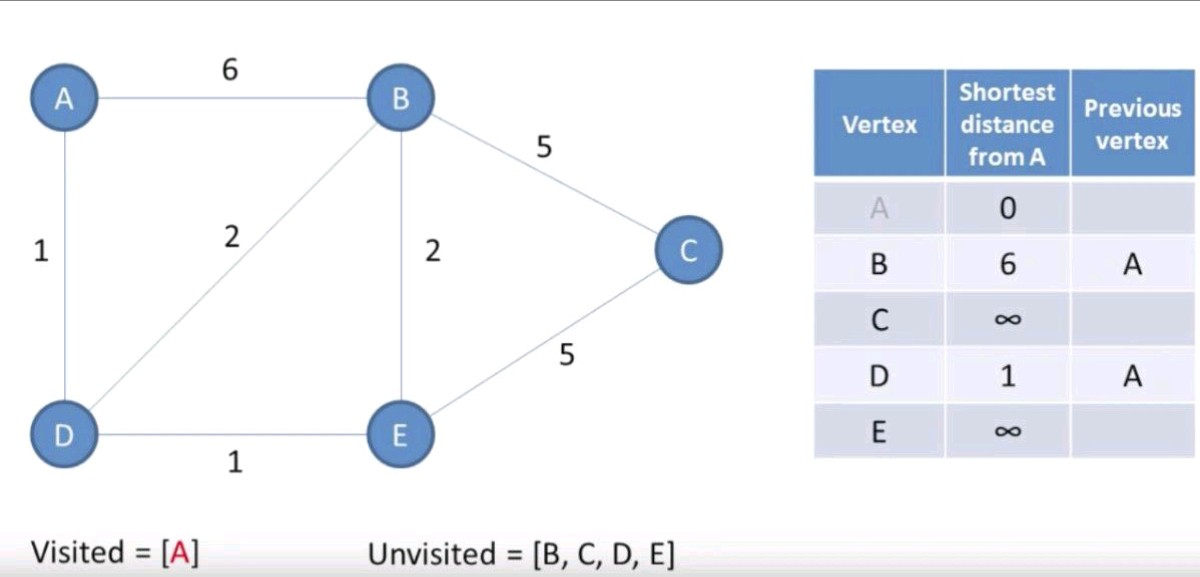 6
A
B
5
1
2
2
C
5
D
E
1
Vertex
Shortest
distance
from A
Previous
vertex
A 0
B 6 A
C ∞
D 1 A
E ∞
Visited = [A]
Unvisited = [B, C, D, E]